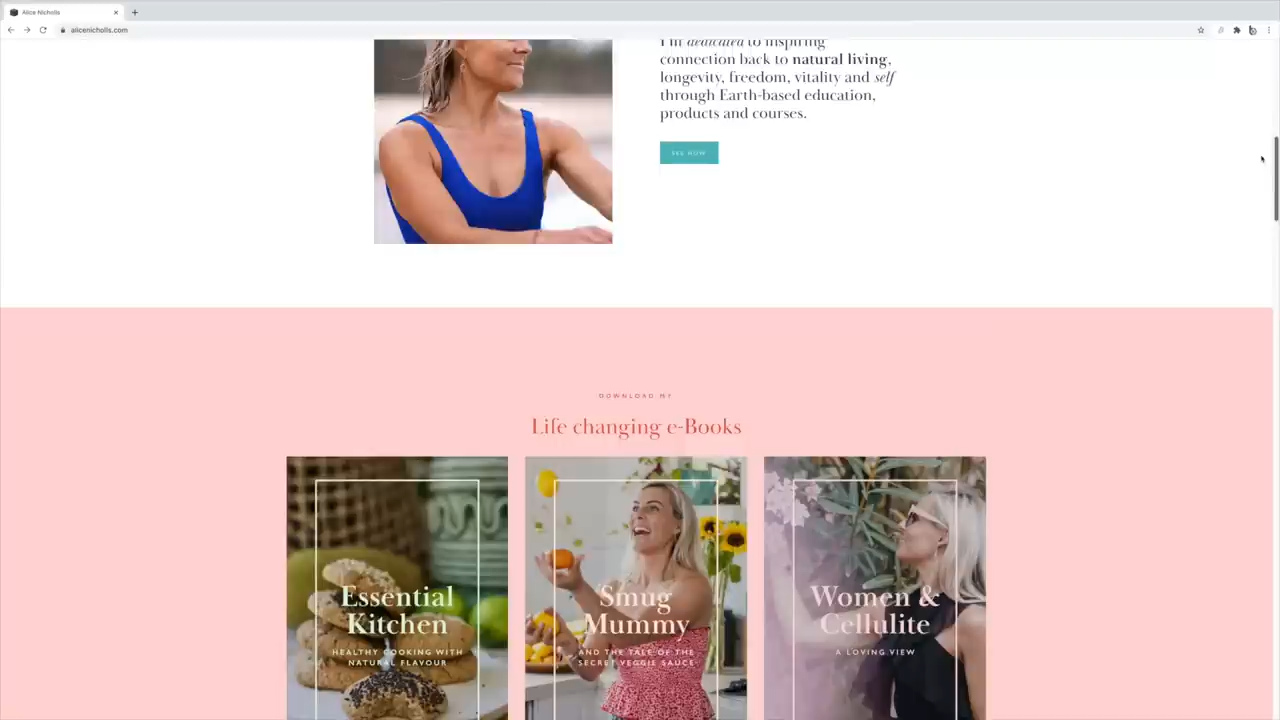 Alice Nicholls
alicenicholls.com
I'm dedicated to inspiring
connection back to natural living,
longevity, freedom, vitality and self
through Earth-based education,
products and courses.
SEE HOW
DOWNLOAD MY
Life changing e-Books
Essential
Kitchen
HEALTHY COOKING WITH
NATURAL FLAVOUR
Smug
Mummy
AND THE TALE OF THE
SECRET VEGGIE SAUCE
Women &
Cellulite
A LOVING VIEW